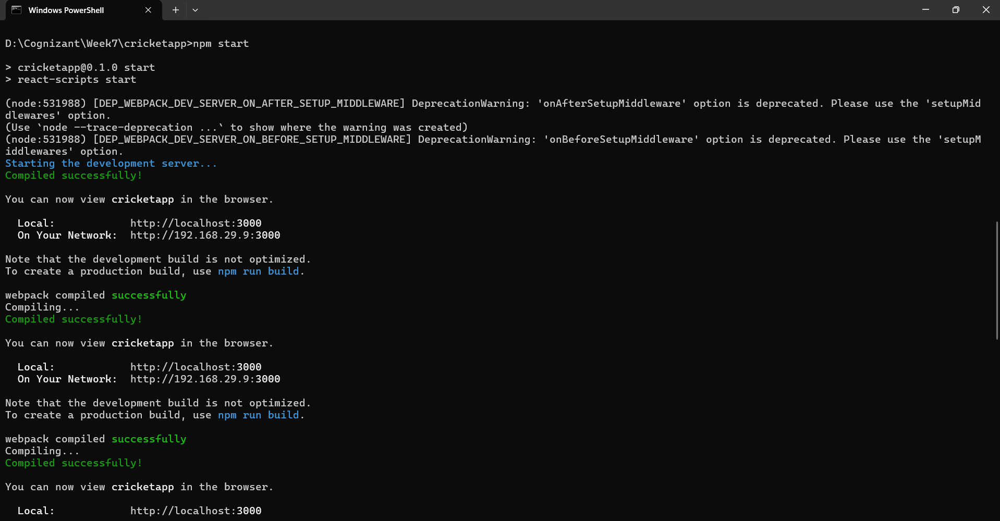 Windows PowerShell
D:\Cognizant\Week7\cricketapp>npm start
> cricketapp@0.1.0 start
> react-scripts start
(node:531988) [DEP_WEBPACK_DEV_SERVER_ON_AFTER_SETUP_MIDDLEWARE] DeprecationWarning: 'onAfterSetupMiddleware' option is deprecated. Please use the 'setupMid
dlewares' option.
(Use `node --trace-deprecation ...` to show where the warning was created)
(node:531988) [DEP_WEBPACK_DEV_SERVER_ON_BEFORE_SETUP_MIDDLEWARE] DeprecationWarning: 'onBeforeSetupMiddleware' option is deprecated. Please use the 'setupM
iddlewares' option.
Starting the development server...
Compiled successfully!
You can now view cricketapp in the browser.
Local: http://localhost:3000
On Your Network: http://192.168.29.9:3000
Note that the development build is not optimized.
To create a production build, use npm run build.
webpack compiled successfully
Compiling...
Compiled successfully!
You can now view cricketapp in the browser.
Local: http://localhost:3000
On Your Network: http://192.168.29.9:3000
Note that the development build is not optimized.
To create a production build, use npm run build.
webpack compiled successfully
Compiling...
Compiled successfully!
You can now view cricketapp in the browser.
Local: http://localhost:3000